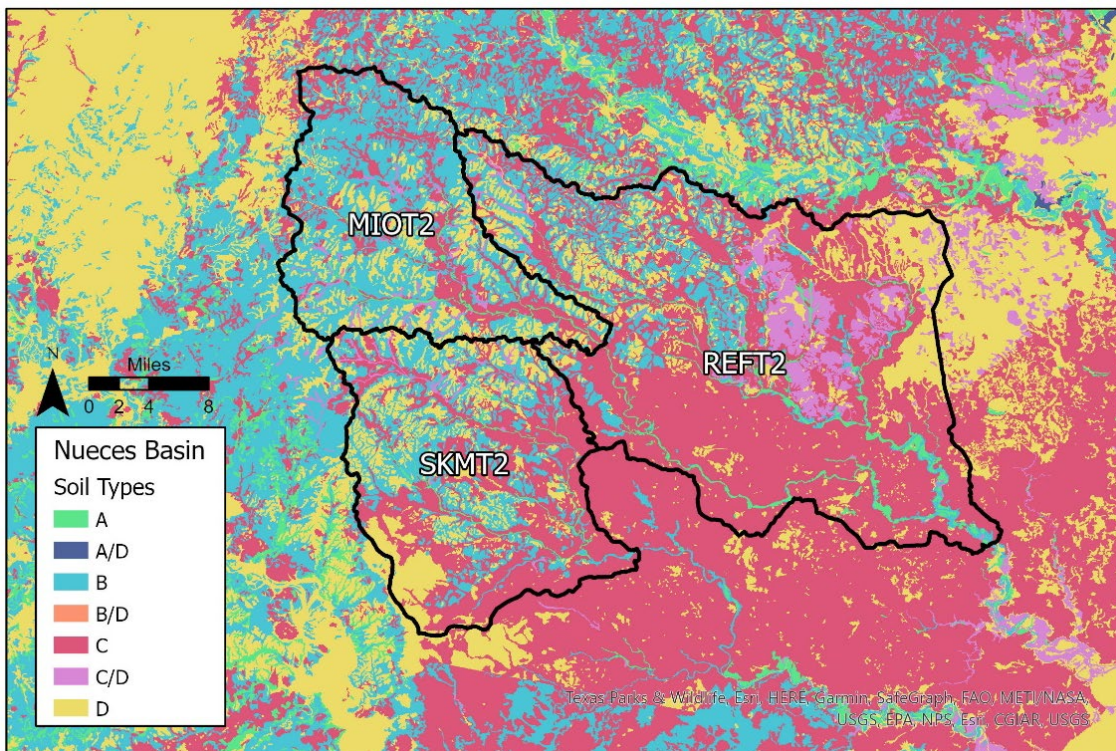 MIOT2
REFT2
SKMT2
N
Miles
0 2 4 8
Nueces Basin
Soil Types
A
A/D
B
B/D
C
C/D
D
Texas Parks & Wildlife, Esri, HERE, Garmin, SafeGraph, FAO, METI/NASA,
USGS, EPA, NPS, Esri, CGIAR, USGS